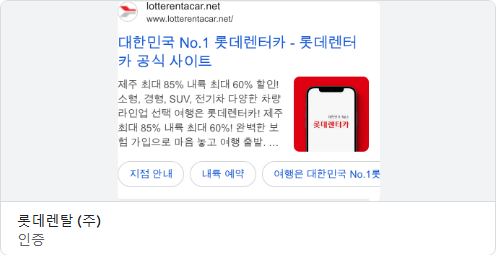 lotterentacar.net
www.lotterentacar.net
대한민국 No.1 롯데렌터카 - 롯데렌터
카 공식 사이트
제주 최대 85% 내륙 최대 60% 할인!
소형, 경형, SUV, 전기차 다양한 차량
라인업 선택 여행은 롯데렌터카! 제주
최대 85% 내륙 최대 60%! 완벽한 보
험 가입으로 마음 놓고 여행 출발. ...
롯데렌터카
지점 안내
내륙 예약
여행은 대한민국 No.1롯
롯데렌탈 (주)
인증